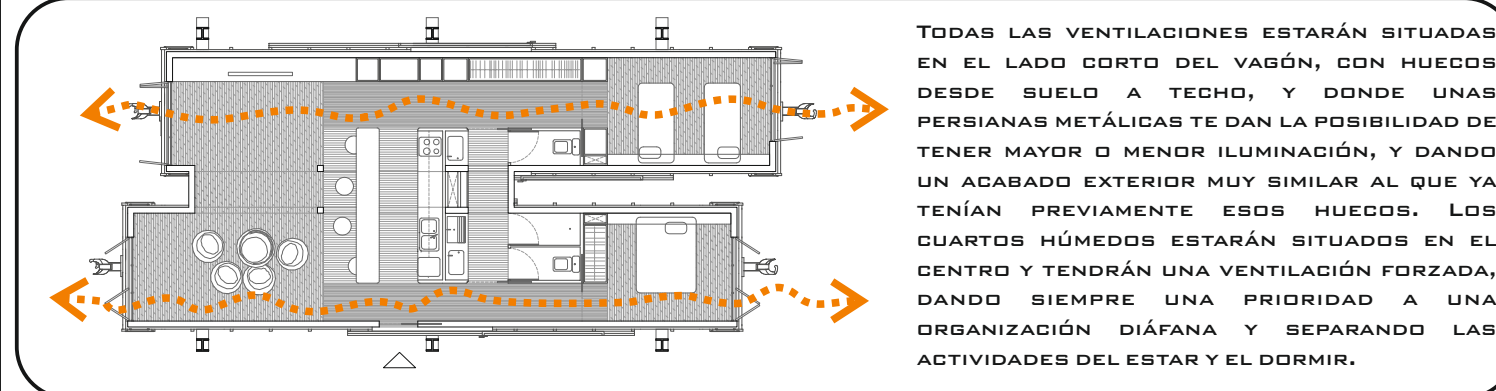 TODAS LAS VENTILACIONES ESTARÁN SITUADAS
EN EL LADO CORTO DEL VAGÓN, CON HUECOS
DESDE SUELO A TECHO, Y DONDE UNAS
PERSIANAS METÁLICAS TE DAN LA POSIBILIDAD DE
TENER MAYOR O MENOR ILUMINACIÓN, Y DANDO
UN ACABADO EXTERIOR MUY SIMILAR AL QUE YA
TENÍAN PREVIAMENTE ESOS HUECOS. LOS
CUARTOS HÚMEDOS ESTARÁN SITUADOS EN EL
CENTRO Y TENDRÁN UNA VENTILACIÓN FORZADA,
DANDO SIEMPRE UNA PRIORIDAD A UNA
ORGANIZACIÓN DIÁFANA Y SEPARANDO LAS
ACTIVIDADES DEL ESTAR Y EL DORMIR.